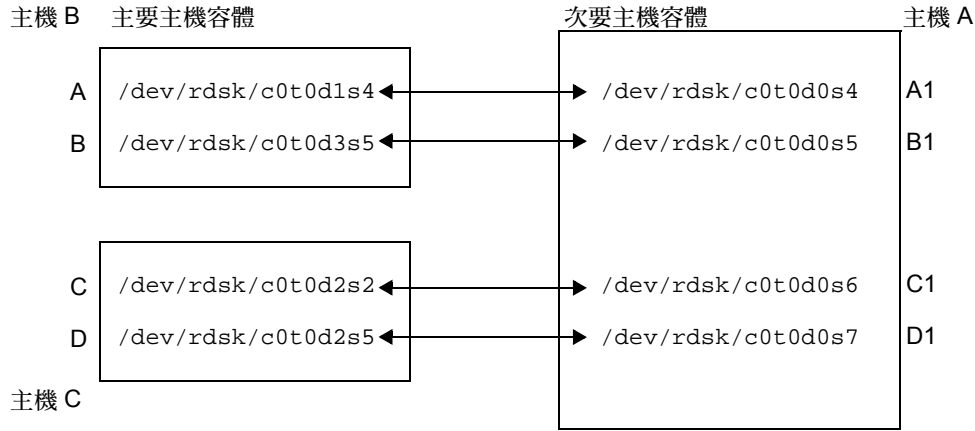 主機 B 主要主機容體 次要主機容體 主機 A
A /dev/rdsk/c0t0d1s4 /dev/rdsk/c0t0d0s4 A1
B /dev/rdsk/c0t0d3s5 /dev/rdsk/c0t0d0s5 B1
C /dev/rdsk/c0t0d2s2 /dev/rdsk/c0t0d0s6 C1
D /dev/rdsk/c0t0d2s5 /dev/rdsk/c0t0d0s7 D1
主機 C